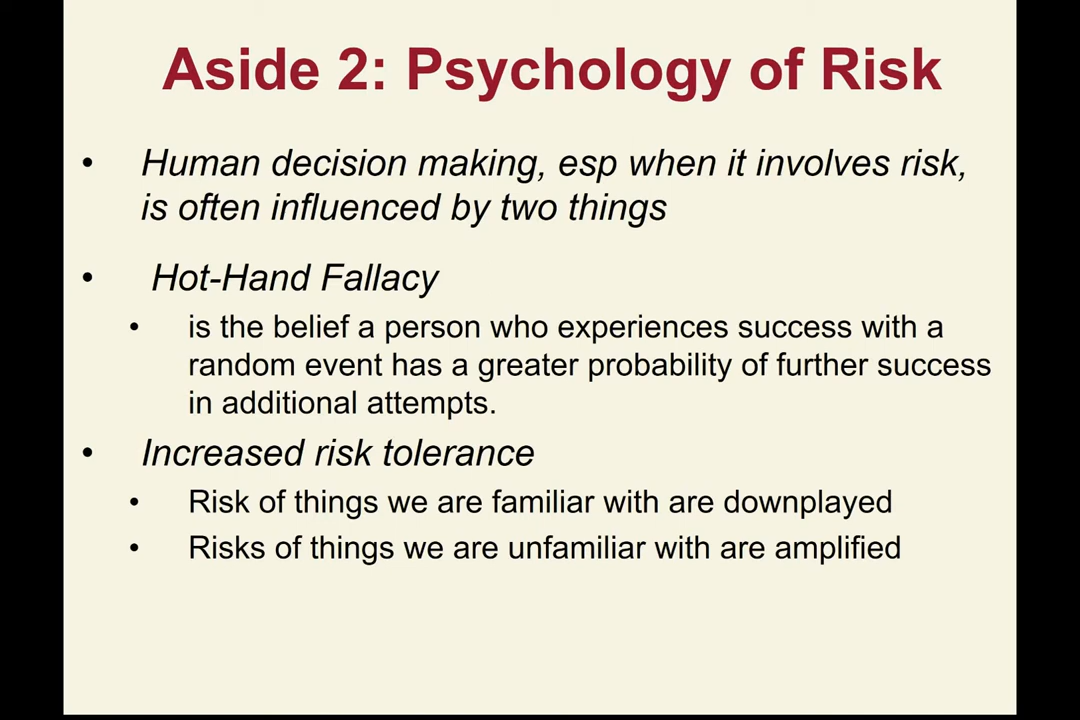 Aside 2: Psychology of Risk
• Human decision making, esp when it involves risk,
is often influenced by two things
• Hot-Hand Fallacy
• is the belief a person who experiences success with a
random event has a greater probability of further success
in additional attempts.
• Increased risk tolerance
• Risk of things we are familiar with are downplayed
• Risks of things we are unfamiliar with are amplified